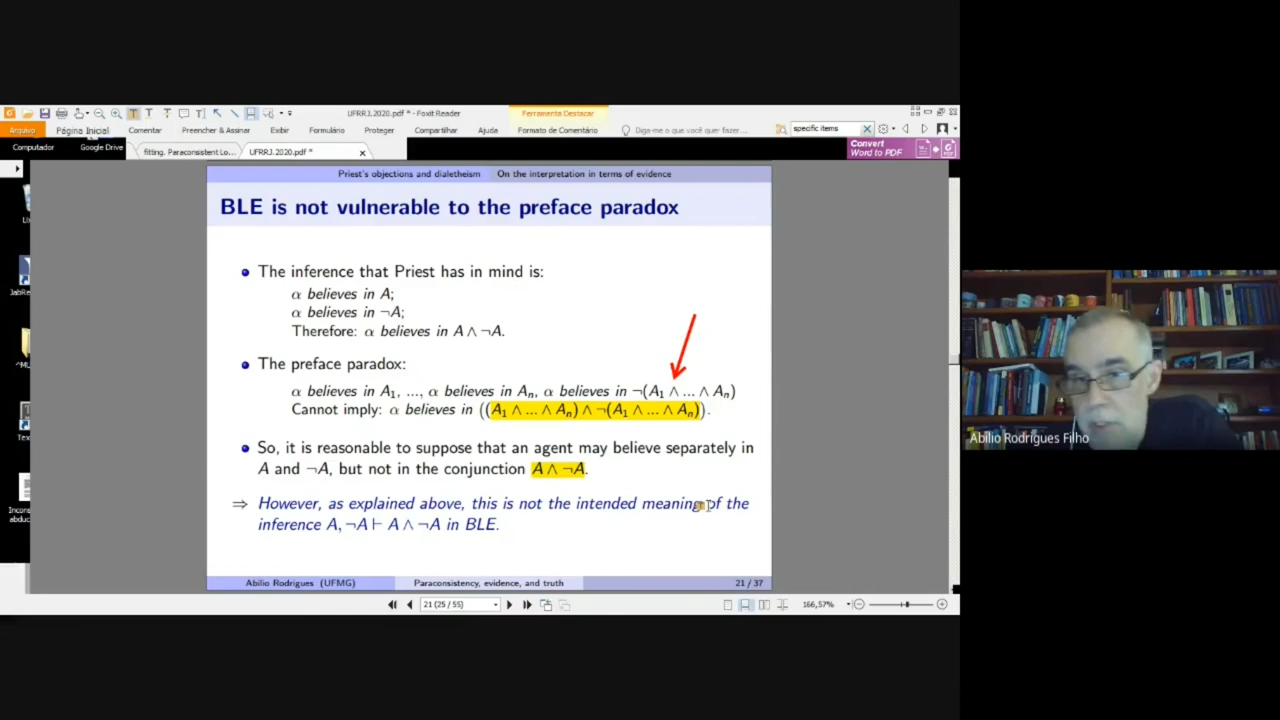 UFRRJ.2020.pdf * - Foxit Reader
Ferramenta Destacar
Arquivo Página Inicial Comentar Preencher & Assinar Exibir Formulário Proteger Compartilhar Ajuda Formato de Comentário Diga-me o que você quer fazer... specific items
Computador Google Drive fitting. Paraconsistent Lo... UFRRJ.2020.pdf * Convert
Word to PDF
Priest's objections and dialetheism On the interpretation in terms of evidence
BLE is not vulnerable to the preface paradox
The inference that Priest has in mind is:
α believes in A;
α believes in ¬A;
Therefore: α believes in A ∧ ¬A.
The preface paradox:
α believes in A₁, ..., α believes in Aₙ, α believes in ¬(A₁ ∧ ... ∧ Aₙ)
Cannot imply: α believes in ((A₁ ∧ ... ∧ Aₙ) ∧ ¬(A₁ ∧ ... ∧ Aₙ)).
So, it is reasonable to suppose that an agent may believe separately in
A and ¬A, but not in the conjunction A ∧ ¬A.
⇒ However, as explained above, this is not the intended meaning of the
inference A, ¬A ⊢ A ∧ ¬A in BLE.
Abilio Rodrigues (UFMG) Paraconsistency, evidence, and truth 21 / 37
21 (25 / 55) 166,57%
Abilio Rodrigues Filho